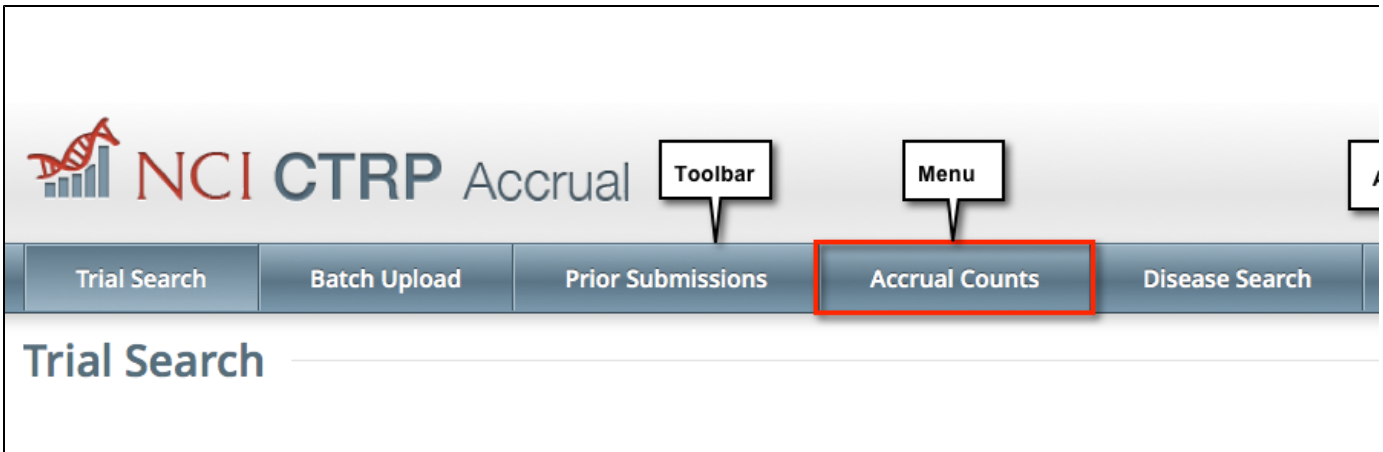 NCI CTRP Accrual
Toolbar
Menu
A
Trial Search
Batch Upload
Prior Submissions
Accrual Counts
Disease Search
Trial Search